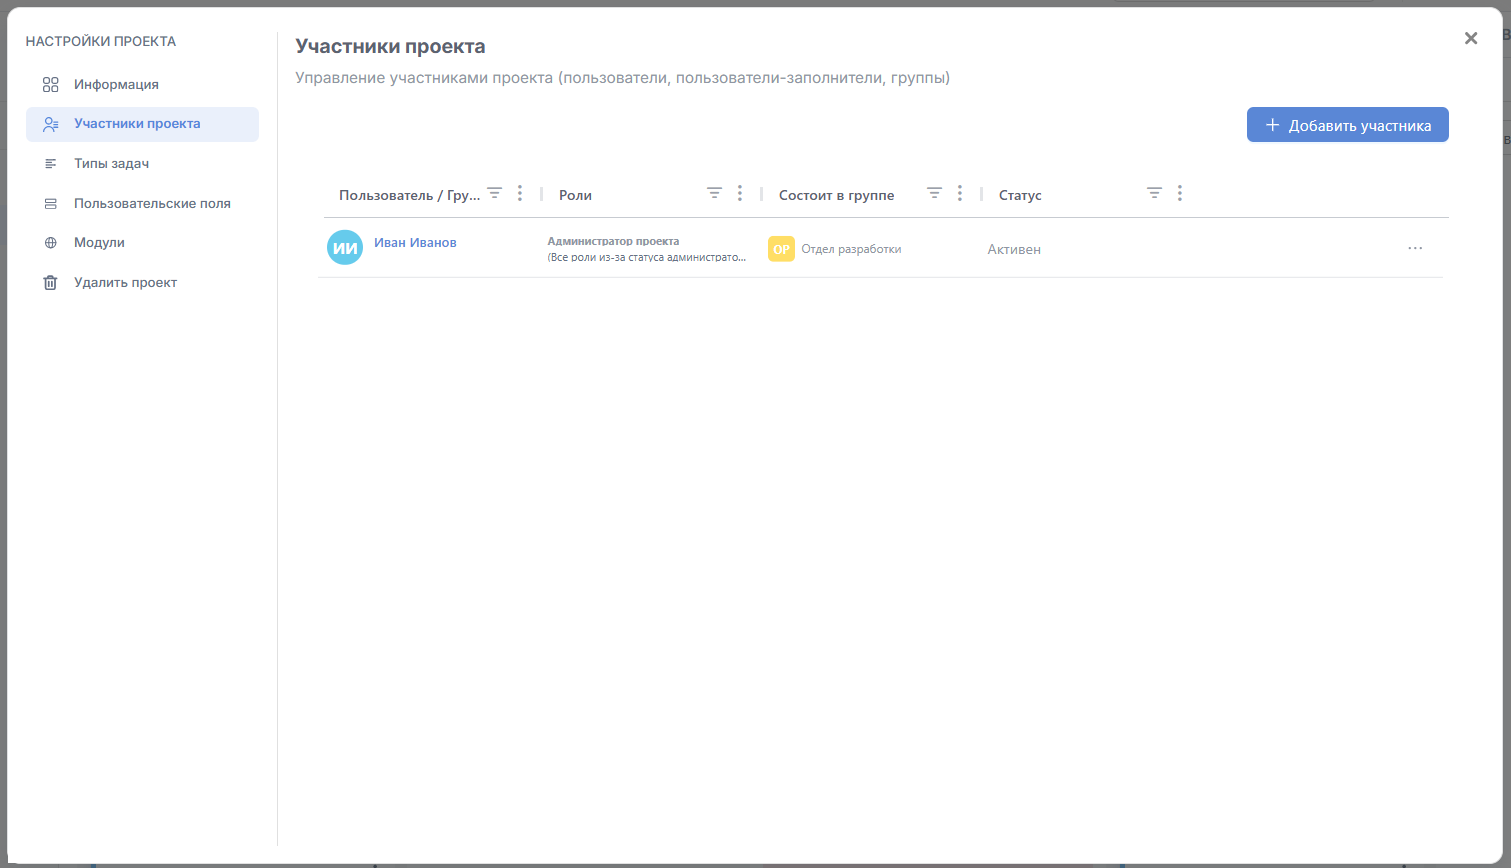 НАСТРОЙКИ ПРОЕКТА
Информация
Участники проекта
Типы задач
Пользовательские поля
Модули
Удалить проект
Участники проекта
Управление участниками проекта (пользователи, пользователи-заполнители, группы)
Добавить участника
Пользователь / Гру... Роли Состоит в группе Статус
ИИ Иван Иванов Администратор проекта ОР Отдел разработки Активен
(Все роли из-за статуса администрато...